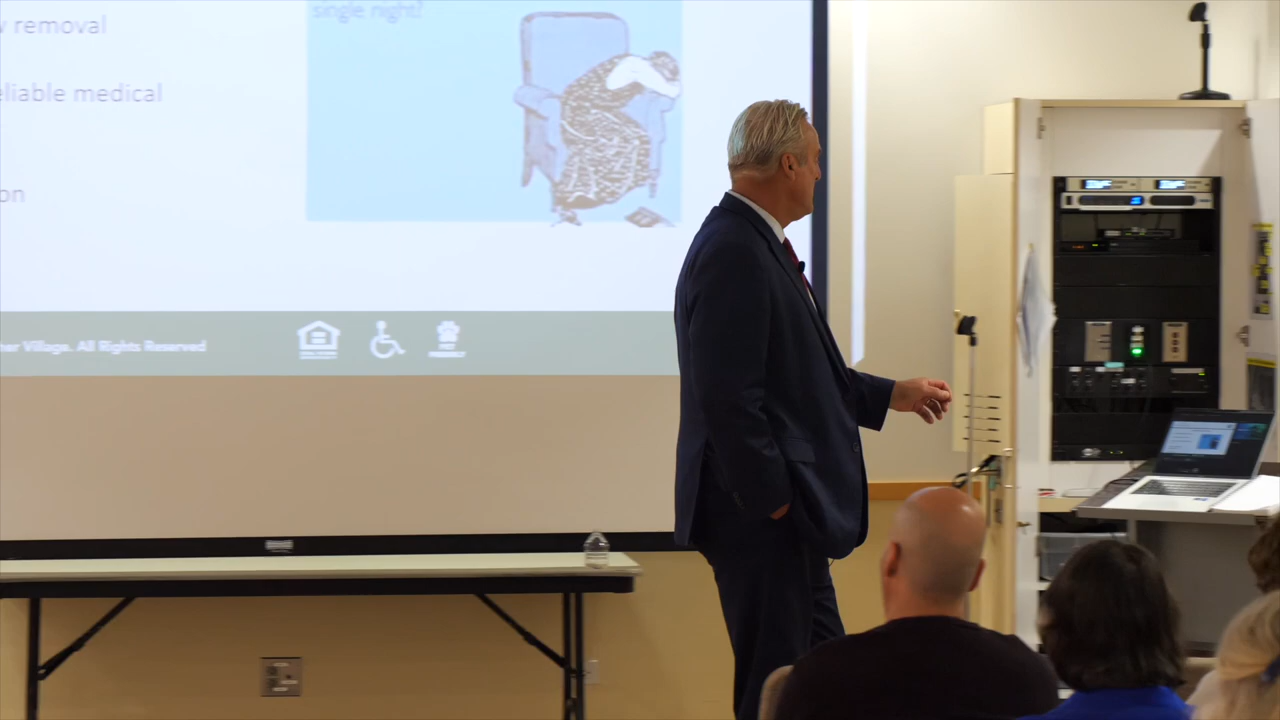 removal
single night?
eliable medical
on
her Village. All Rights Reserved